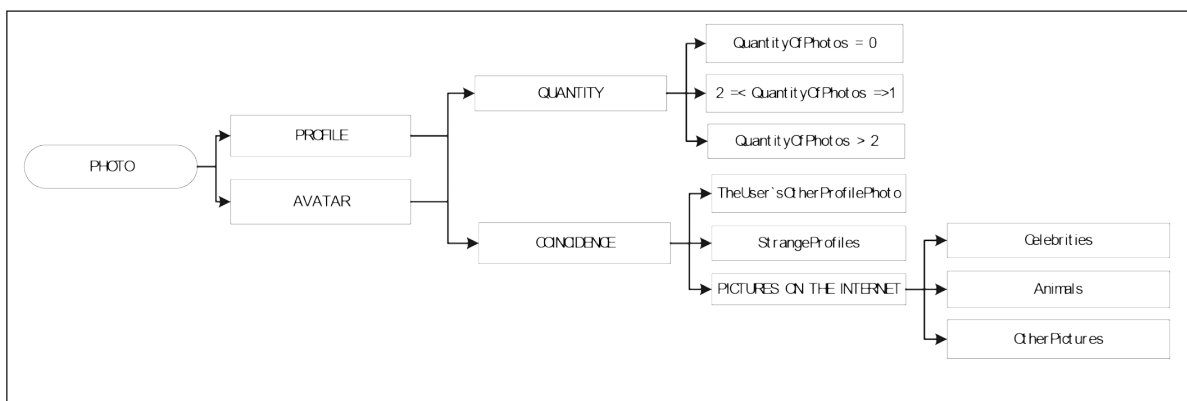 PHOTO
PROFILE
AVATAR
QUANTITY
COINCIDENCE
QuantityOfPhotos = 0
2 =< QuantityOfPhotos =>1
QuantityOfPhotos > 2
TheUser`sOtherProfilePhoto
StrangeProfiles
PICTURES ON THE INTERNET
Celebrities
Animals
OtherPictures